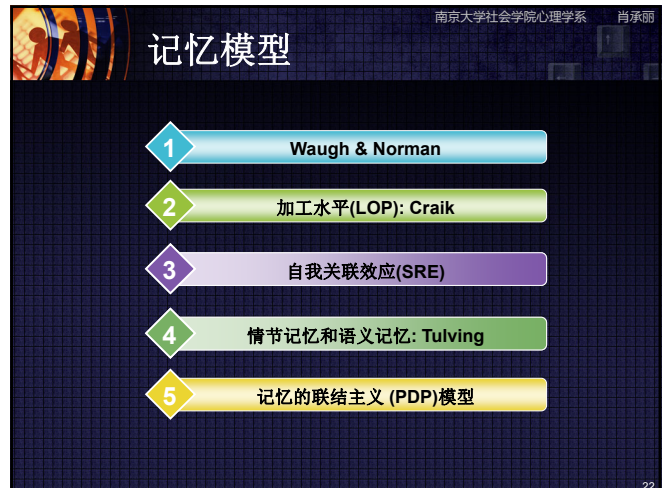 南京大学社会学院心理学系 肖承丽
记忆模型
1 Waugh & Norman
2 加工水平(LOP): Craik
3 自我关联效应(SRE)
4 情节记忆和语义记忆: Tulving
5 记忆的联结主义 (PDP)模型
22